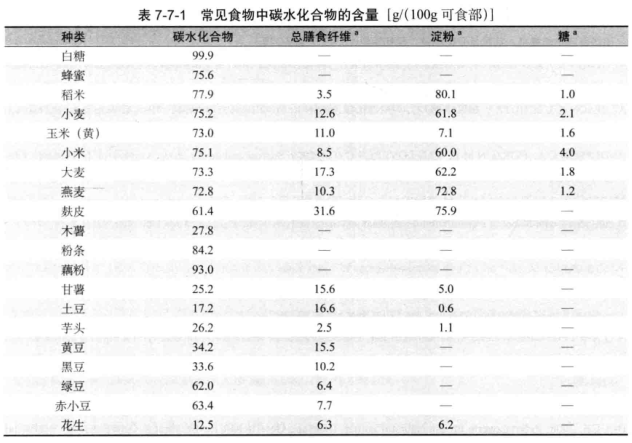 表 7-7-1 常见食物中碳水化合物的含量 [g/(100g 可食部)]
种类 碳水化合物 总膳食纤维ᵃ 淀粉ᵃ 糖ᵃ
白糖 99.9 — — —
蜂蜜 75.6 — — —
稻米 77.9 3.5 80.1 1.0
小麦 75.2 12.6 61.8 2.1
玉米（黄） 73.0 11.0 7.1 1.6
小米 75.1 8.5 60.0 4.0
大麦 73.3 17.3 62.2 1.8
燕麦 72.8 10.3 72.8 1.2
麸皮 61.4 31.6 75.9 —
木薯 27.8 — — —
粉条 84.2 — — —
藕粉 93.0 — — —
甘薯 25.2 15.6 5.0 —
土豆 17.2 16.6 0.6 —
芋头 26.2 2.5 1.1 —
黄豆 34.2 15.5 — —
黑豆 33.6 10.2 — —
绿豆 62.0 6.4 — —
赤小豆 63.4 7.7 — —
花生 12.5 6.3 6.2 —